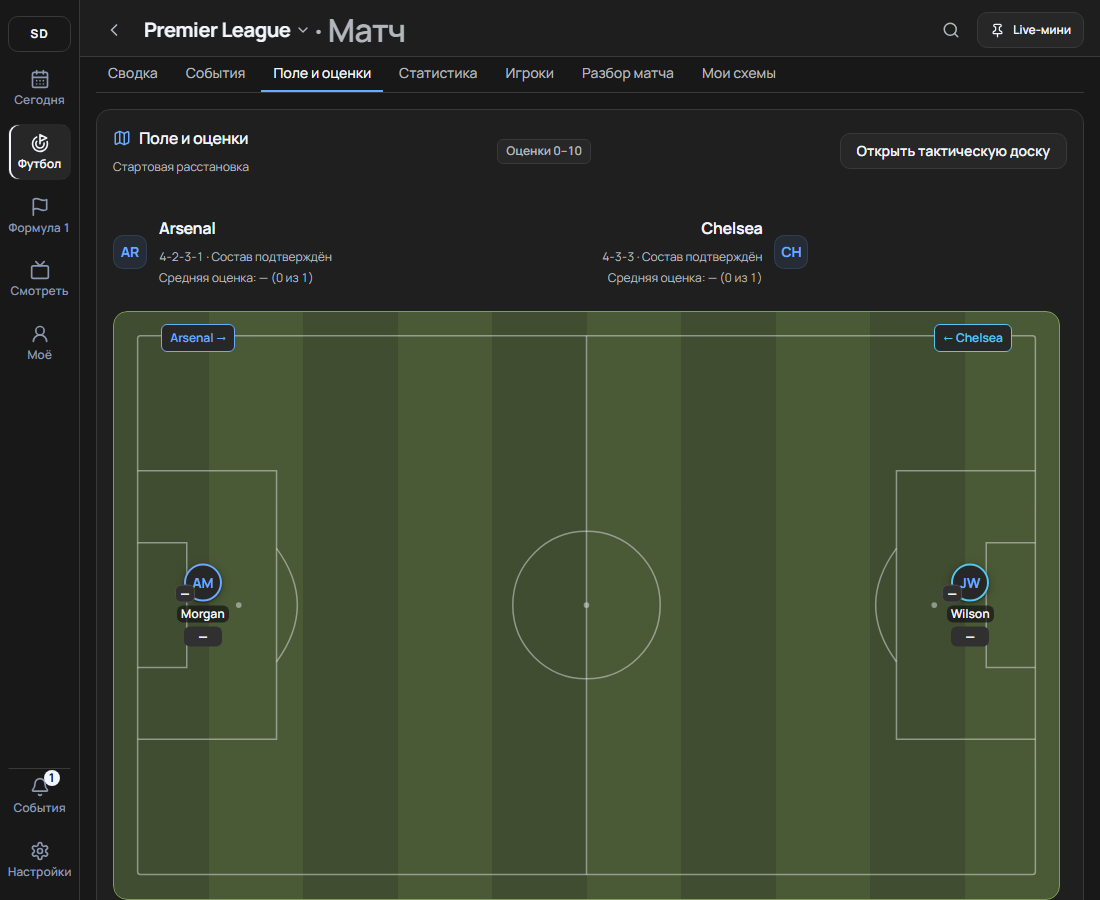 SD
Сегодня
Футбол
Формула 1
Смотреть
Моё
1
События
Настройки
Premier League · Матч
Live-мини
Сводка События Поле и оценки Статистика Игроки Разбор матча Мои схемы
Поле и оценки
Стартовая расстановка
Оценки 0–10
Открыть тактическую доску
AR
Arsenal
4-2-3-1 · Состав подтверждён
Средняя оценка: — (0 из 1)
Chelsea
4-3-3 · Состав подтверждён
Средняя оценка: — (0 из 1)
CH
Arsenal →
← Chelsea
AM
–
Morgan
–
JW
–
Wilson
–